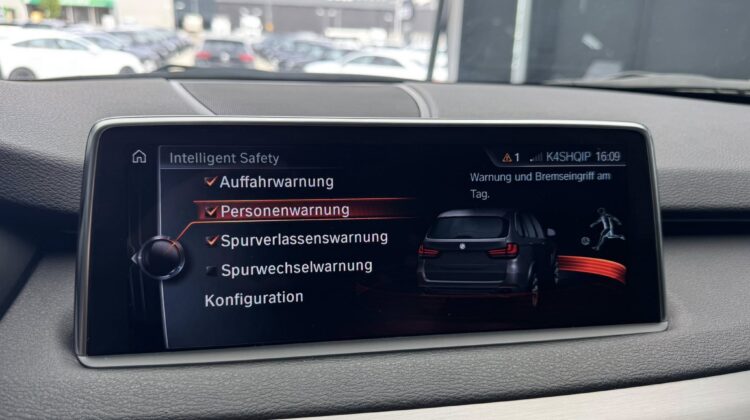 Intelligent Safety
1 K4SHQIP 16:09
Auffahrwarnung
Personenwarnung
Spurverlassenswarnung
Spurwechselwarnung
Konfiguration
Warnung und Bremseingriff am
Tag.